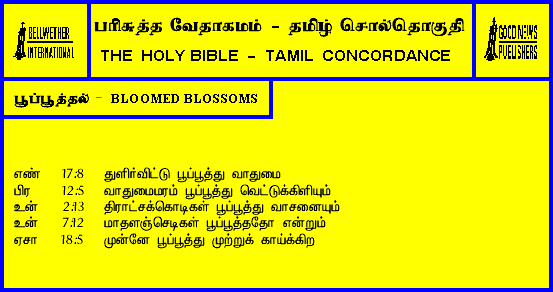 BELLWETHER
INTERNATIONAL
பரிசுத்த வேதாகமம் - தமிழ் சொல்தொகுதி
THE HOLY BIBLE - TAMIL CONCORDANCE
GOOD NEWS
PUBLISHERS
பூப்பூத்தல் - BLOOMED BLOSSOMS
எண் 17:8 துளிர்விட்டு பூப்பூத்து வாதுமை
பிர 12:5 வாதுமைமரம் பூப்பூத்து வெட்டுக்கிளியும்
உன் 2:13 திராட்சக்கொடிகள் பூப்பூத்து வாசனையும்
உன் 7:12 மாதளஞ்செடிகள் பூப்பூத்ததோ என்றும்
ஏசா 18:5 முன்னே பூப்பூத்து முற்றுக் காய்க்கிற